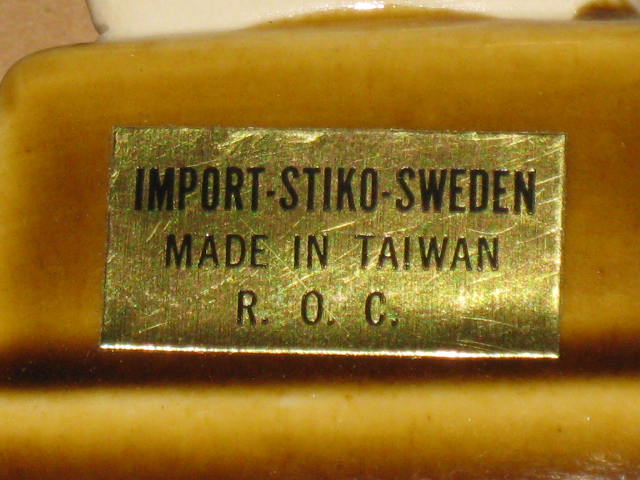 IMPORT-STIKO-SWEDEN
MADE IN TAIWAN
R. O. C.